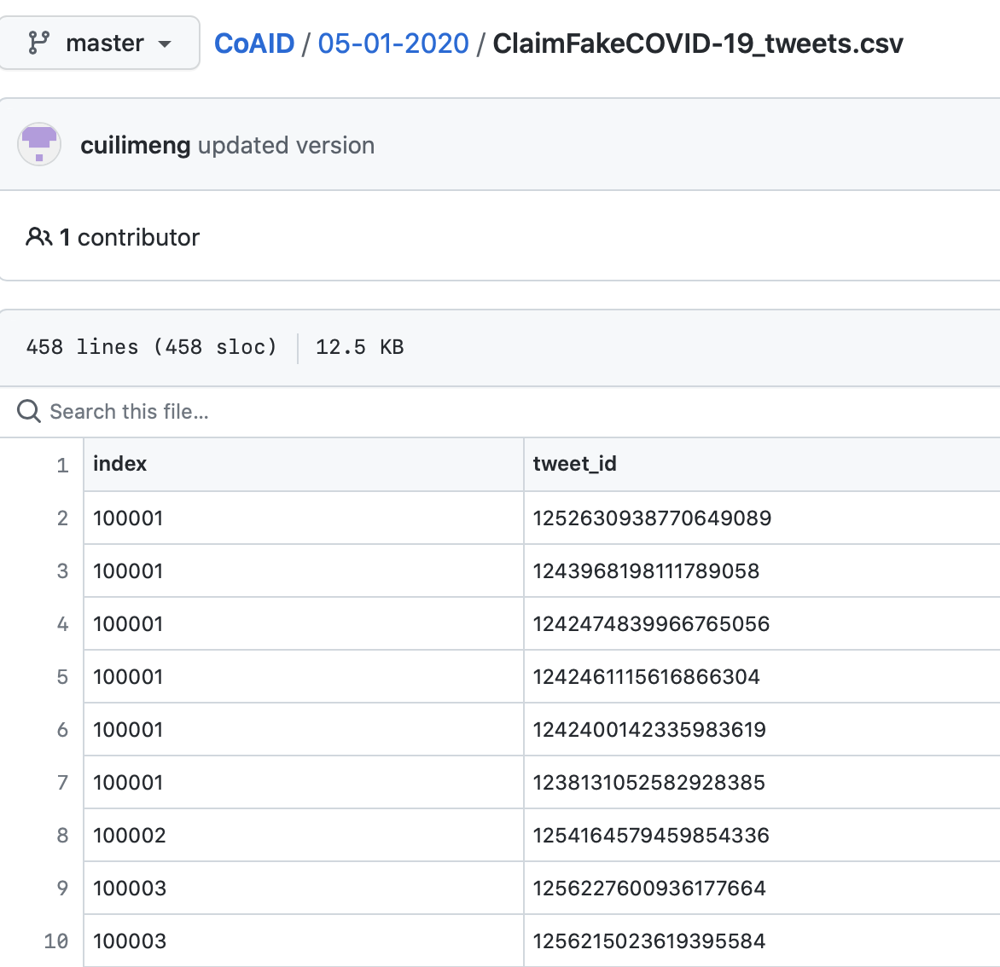 master CoAID / 05-01-2020 / ClaimFakeCOVID-19_tweets.csv
cuilimeng updated version
1 contributor
458 lines (458 sloc) 12.5 KB
Search this file...
1 index tweet_id
2 100001 1252630938770649089
3 100001 1243968198111789058
4 100001 1242474839966765056
5 100001 1242461115616866304
6 100001 1242400142335983619
7 100001 1238131052582928385
8 100002 1254164579459854336
9 100003 1256227600936177664
10 100003 1256215023619395584